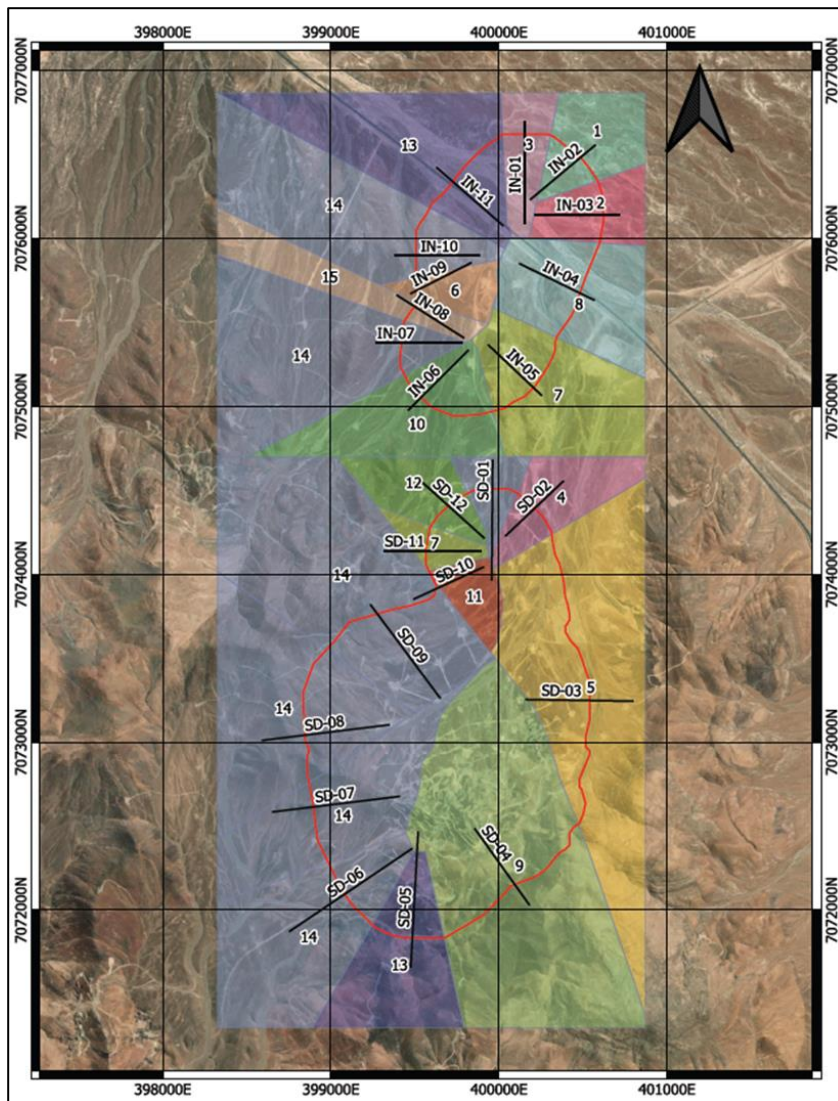 398000E 399000E 400000E 401000E
7077000N 7077000N
13 3 1
IN-01 IN-02
IN-11 IN-03 2
14
7076000N 7076000N
IN-10
IN-09 IN-04
15 6 8
IN-08
IN-07
14 IN-05
IN-06 7
7075000N 7075000N
10
SD-01
12 SD-12 SD-02 4
SD-11 7
7074000N 14 SD-10 7074000N
11
SD-09
14 SD-03 5
SD-08
7073000N 7073000N
SD-07
14
SD-04 9
SD-06
7072000N SD-05 7072000N
14
13
398000E 399000E 400000E 401000E